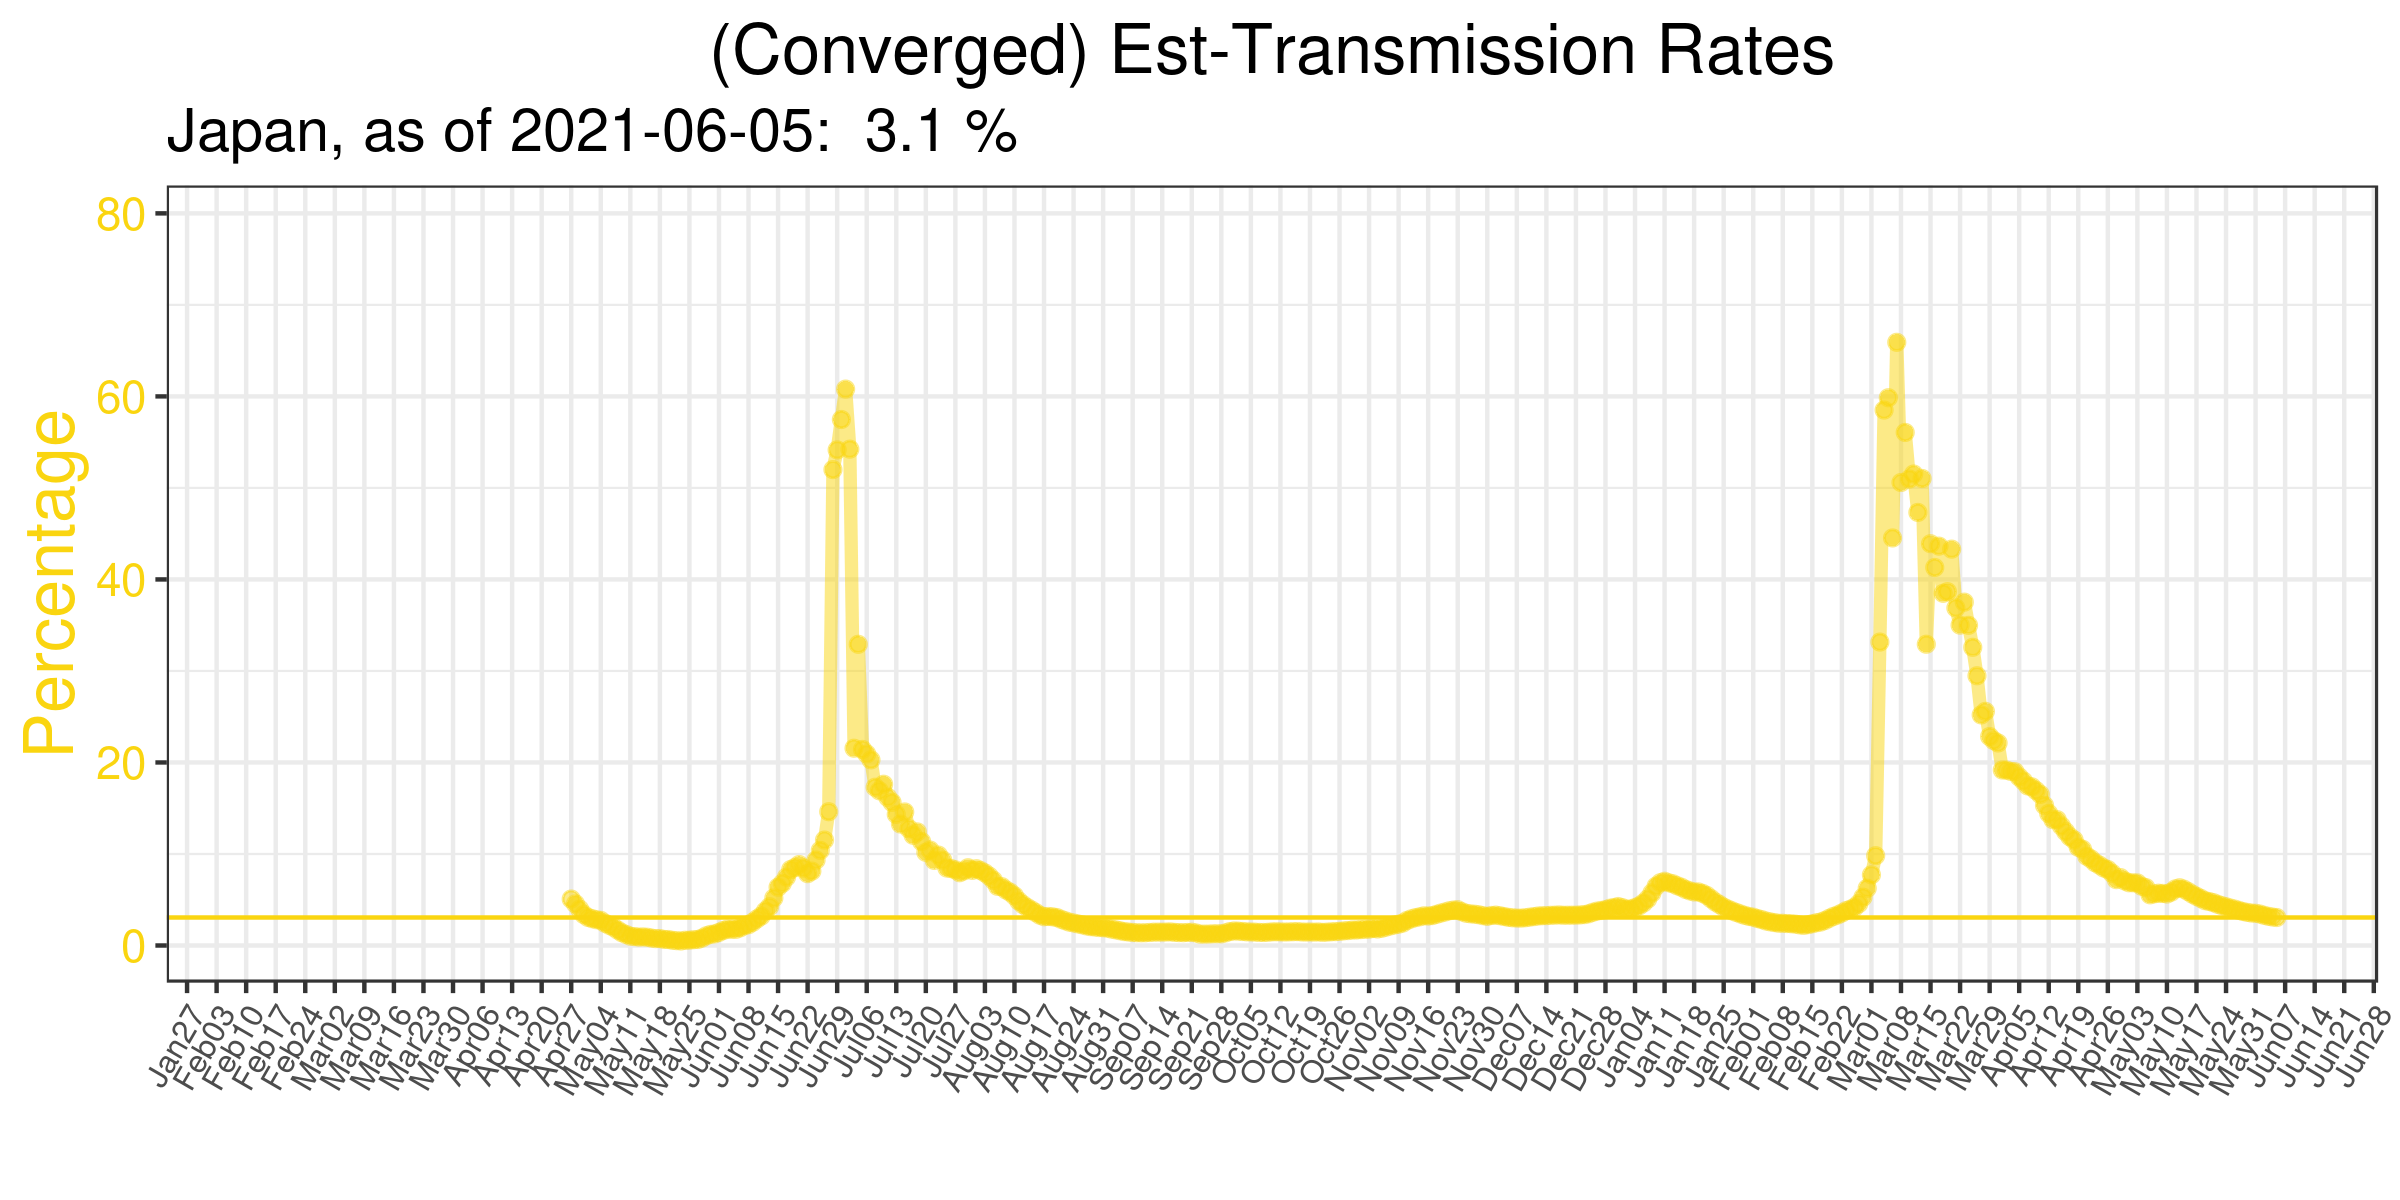 (Converged) Est-Transmission Rates
Japan, as of 2021-06-05:  3.1 %
Percentage
80
60
40
20
0
Jan27
Feb03
Feb10
Feb17
Feb24
Mar02
Mar09
Mar16
Mar23
Mar30
Apr06
Apr13
Apr20
Apr27
May04
May11
May18
May25
Jun01
Jun08
Jun15
Jun22
Jun29
Jul06
Jul13
Jul20
Jul27
Aug03
Aug10
Aug17
Aug24
Aug31
Sep07
Sep14
Sep21
Sep28
Oct05
Oct12
Oct19
Oct26
Nov02
Nov09
Nov16
Nov23
Nov30
Dec07
Dec14
Dec21
Dec28
Jan04
Jan11
Jan18
Jan25
Feb01
Feb08
Feb15
Feb22
Mar01
Mar08
Mar15
Mar22
Mar29
Apr05
Apr12
Apr19
Apr26
May03
May10
May17
May24
May31
Jun07
Jun14
Jun21
Jun28